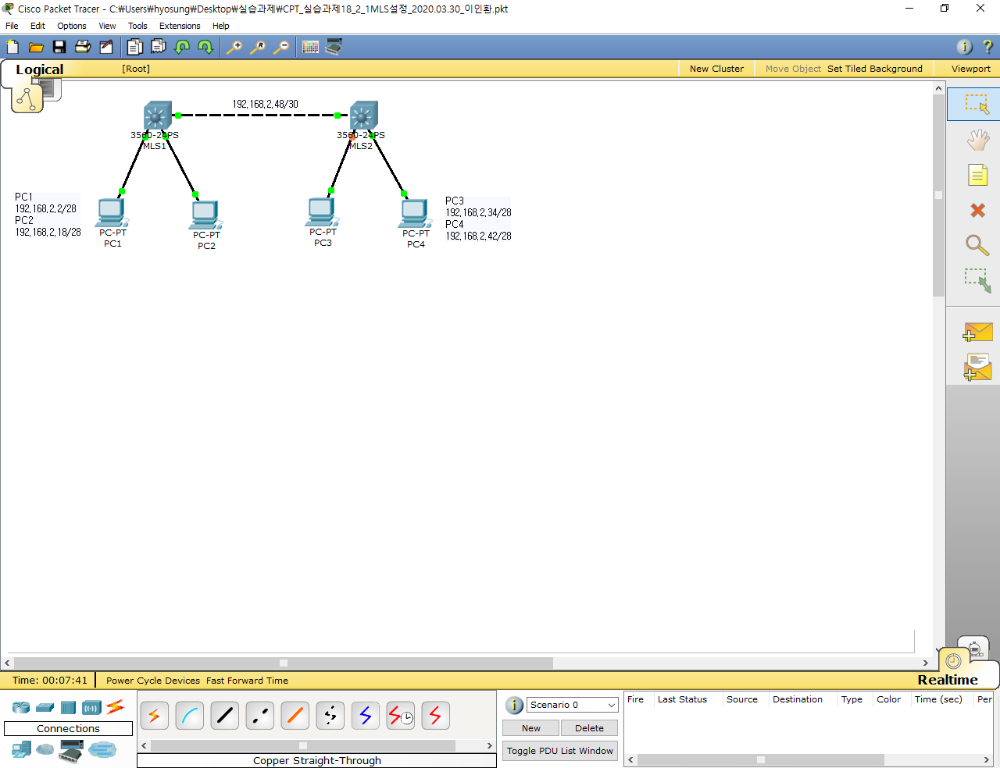 Cisco Packet Tracer - C:₩Users₩hyosung₩Desktop₩실습과제₩CPT_실습과제18_2_1MLS설정_2020.03.30_이인환.pkt
File Edit Options View Tools Extensions Help
Logical [Root] New Cluster Move Object Set Tiled Background Viewport
192,168,2,48/30
3560-24PS
MLS1
3560-24PS
MLS2
PC1
192,168,2,2/28
PC2
192,168,2,18/28
PC-PT
PC1
PC-PT
PC2
PC-PT
PC3
PC-PT
PC4
PC3
192,168,2,34/28
PC4
192,168,2,42/28
Time: 00:07:41 Power Cycle Devices Fast Forward Time Realtime
Connections
Copper Straight-Through
Scenario 0
New Delete
Toggle PDU List Window
Fire Last Status Source Destination Type Color Time (sec) Per